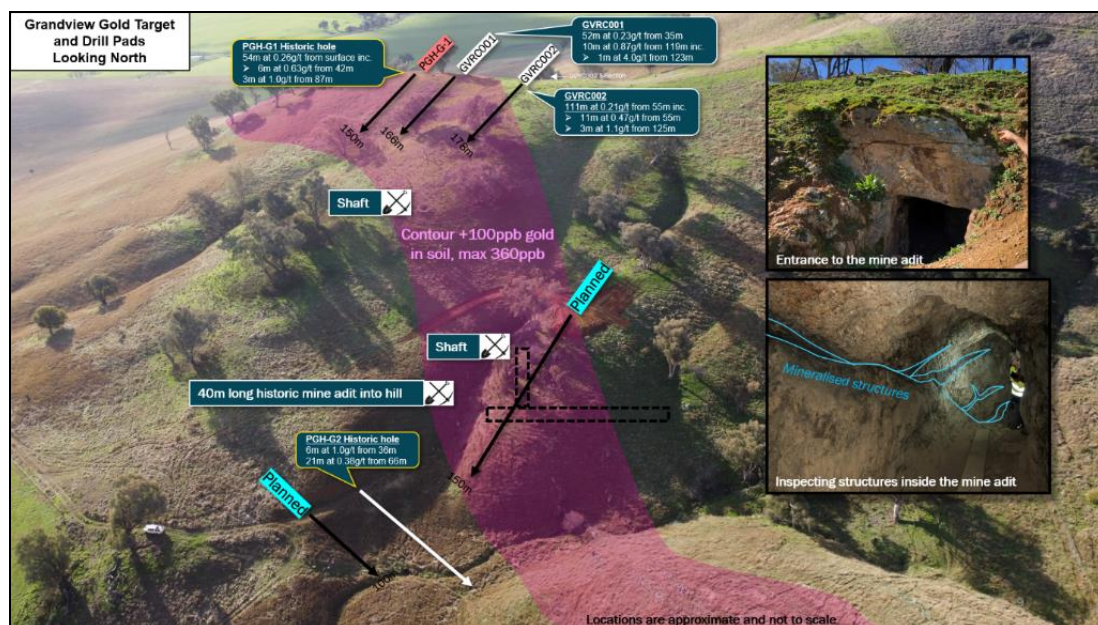 Grandview Gold Target
and Drill Pads
Looking North
PGH-G1 Historic hole
54m at 0.26g/t from surface inc.
➤ 6m at 0.63g/t from 42m
3m at 1.0g/t from 87m
PGH-G-1
GVRC001
GVRC002
GVRC001
52m at 0.23g/t from 35m
10m at 0.87g/t from 119m inc.
➤ 1m at 4.0g/t from 123m
GVRC002
111m at 0.21g/t from 55m inc.
➤ 11m at 0.47g/t from 55m
➤ 3m at 1.1g/t from 125m
150m
166m
178m
Shaft
Contour +100ppb gold
in soil, max 360ppb
Planned
Shaft
40m long historic mine adit into hill
PGH-G2 Historic hole
6m at 1.0g/t from 36m
21m at 0.38g/t from 66m
Planned
150m
Entrance to the mine adit
Mineralised structures
Inspecting structures inside the mine adit
Locations are approximate and not to scale